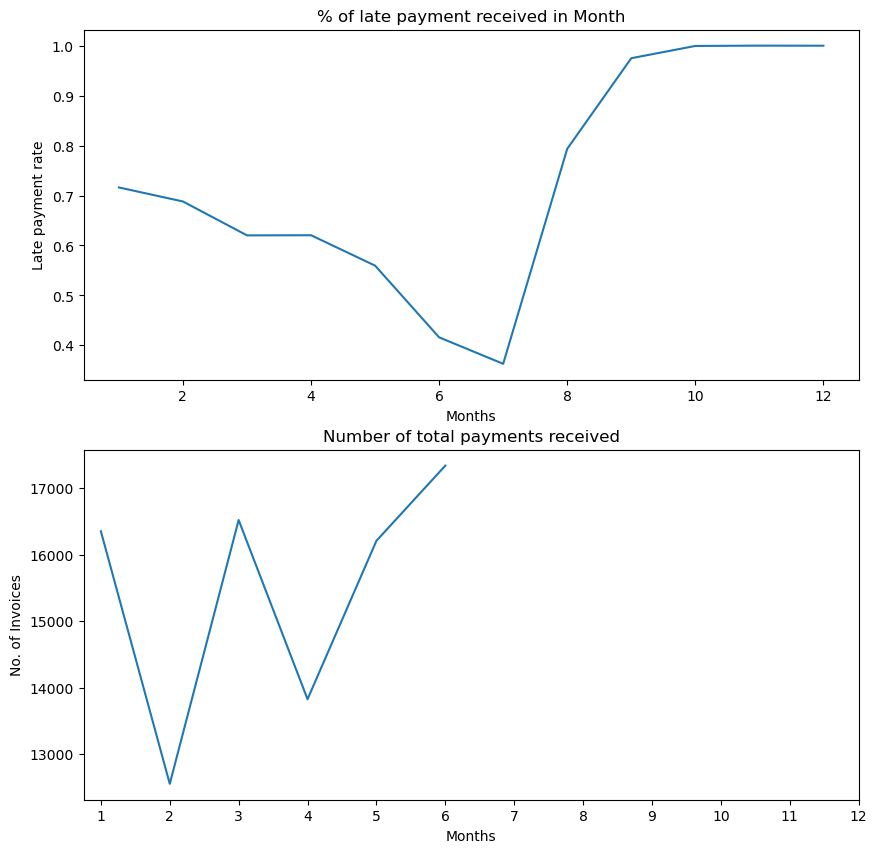 % of late payment received in Month
1.0
0.9
0.8
0.7
0.6
0.5
0.4
Late payment rate
2 4 6 8 10 12
Months
Number of total payments received
17000
16000
15000
14000
13000
No. of Invoices
1 2 3 4 5 6 7 8 9 10 11 12
Months